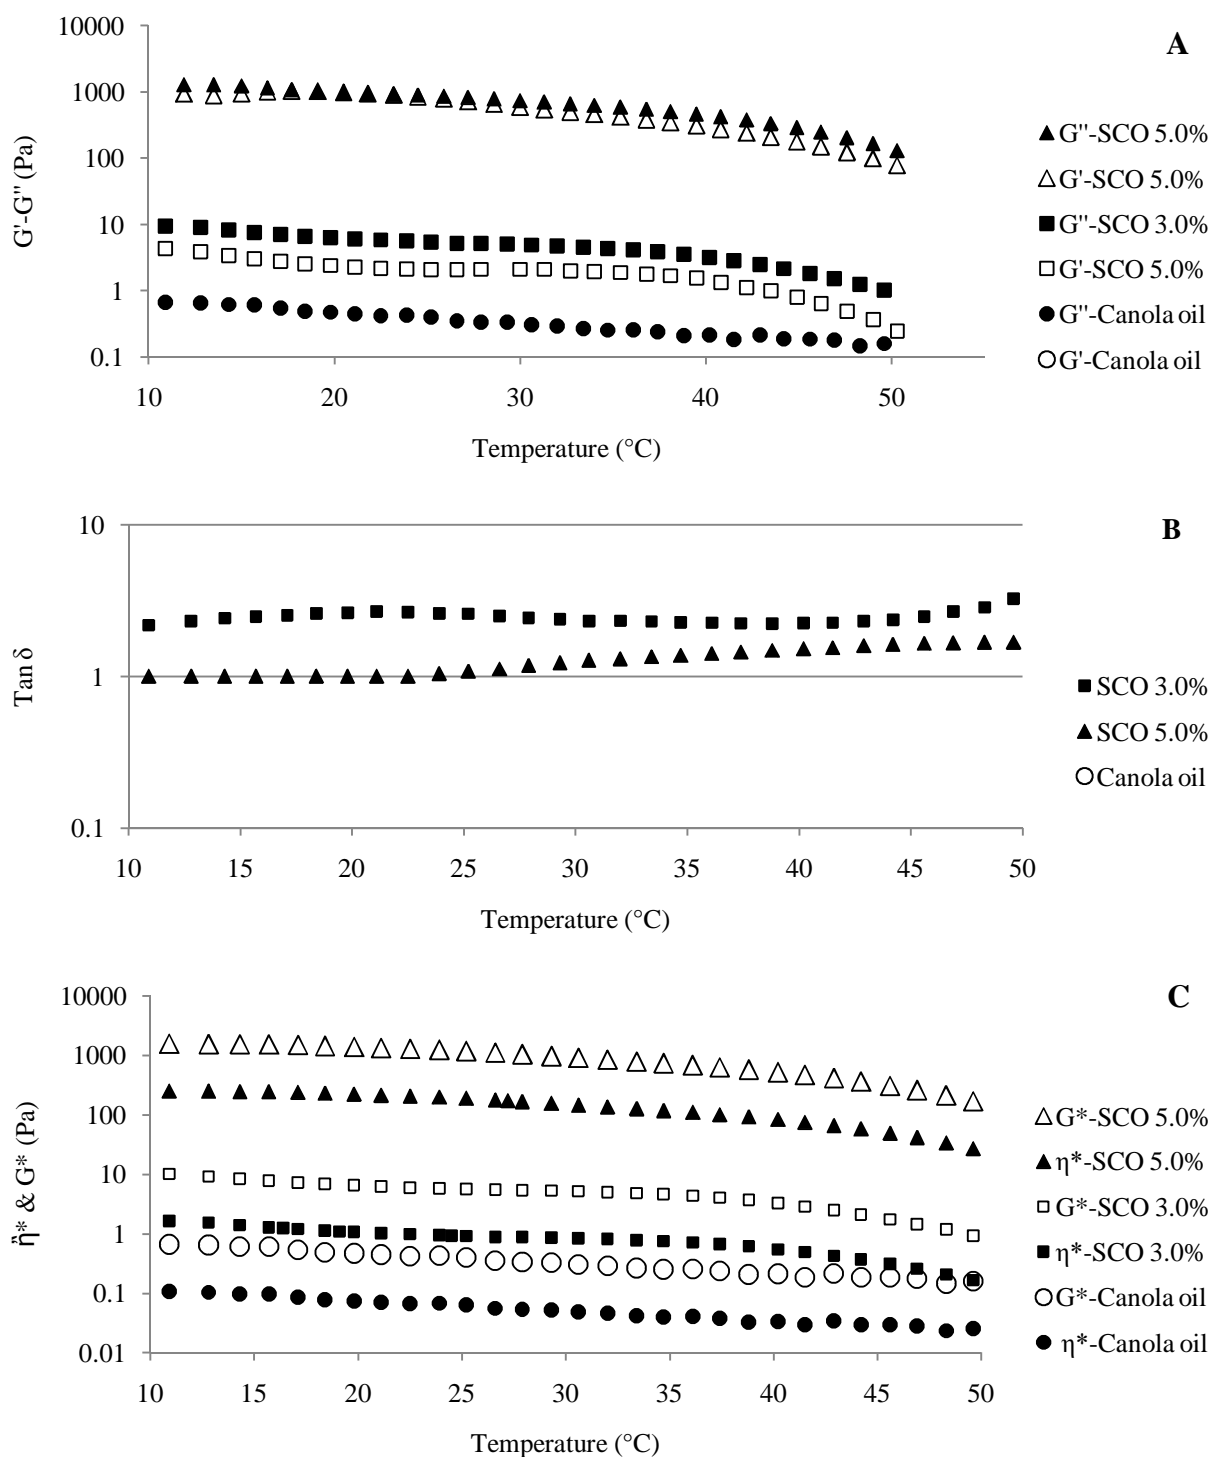 A
10000
1000
100
10
1
0.1
G'-G'' (Pa)
10 20 30 40 50
Temperature (°C)
G''-SCO 5.0%
G'-SCO 5.0%
G''-SCO 3.0%
G'-SCO 5.0%
G''-Canola oil
G'-Canola oil
B
10
1
0.1
Tan δ
10 15 20 25 30 35 40 45 50
Temperature (°C)
SCO 3.0%
SCO 5.0%
Canola oil
C
10000
1000
100
10
1
0.1
0.01
η* & G* (Pa)
10 15 20 25 30 35 40 45 50
Temperature (°C)
G*-SCO 5.0%
η*-SCO 5.0%
G*-SCO 3.0%
η*-SCO 3.0%
G*-Canola oil
η*-Canola oil